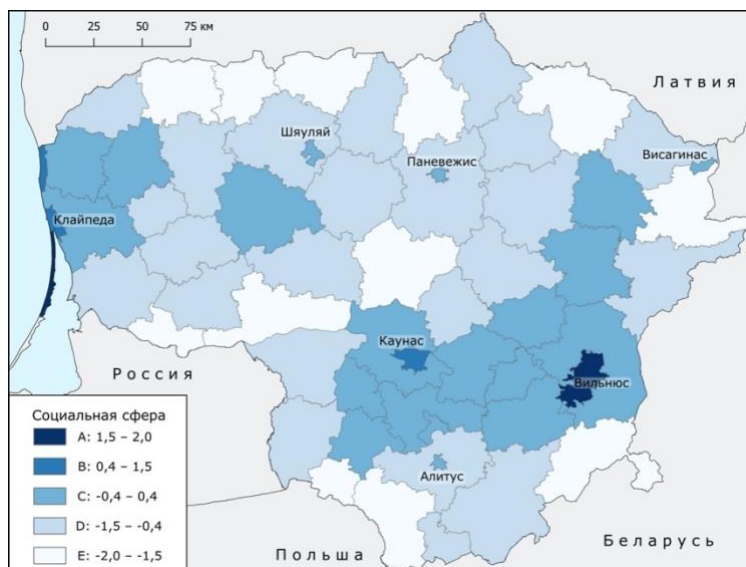 0 25 50 75 км
Латвия
Шяуляй
Паневежис
Висагинас
Клайпеда
Каунас
Россия
Вильнюс
Социальная сфера
A: 1,5 – 2,0
B: 0,4 – 1,5
C: -0,4 – 0,4
D: -1,5 – -0,4
E: -2,0 – -1,5
Алитус
Беларусь
Польша